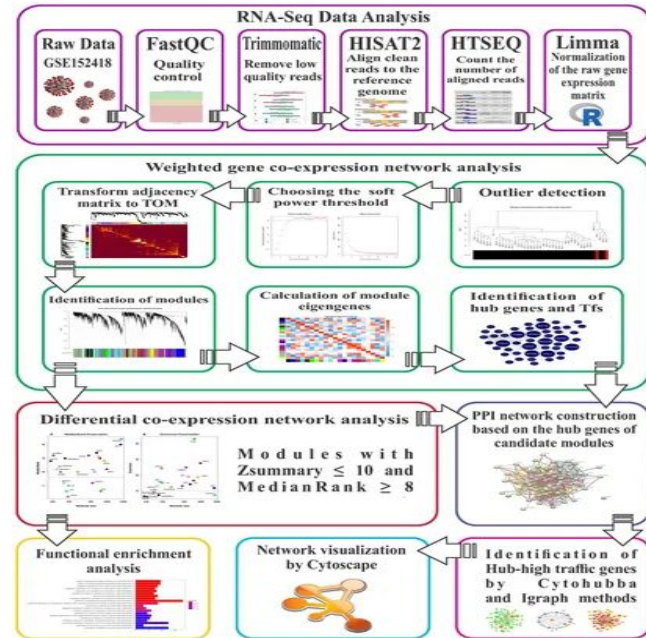 RNA-Seq Data Analysis
Raw Data
GSE152418
FastQC
Quality
control
Trimmomatic
Remove low
quality reads
HISAT2
Align clean
reads to the
reference
genome
HTSEQ
Count the
number of
aligned reads
Limma
Normalization
of the raw gene
expression
matrix
R
Weighted gene co-expression network analysis
Transform adjacency
matrix to TOM
Choosing the soft
power threshold
Outlier detection
Identification of modules
Calculation of module
eigengenes
Identification of
hub genes and Tfs
Differential co-expression network analysis
Modules with
Zsummary ≤ 10 and
MedianRank ≥ 8
PPI network construction
based on the hub genes of
candidate modules
Functional enrichment
analysis
Network visualization
by Cytoscape
Identification of
Hub-high traffic genes
by Cytohubba
and Igraph methods